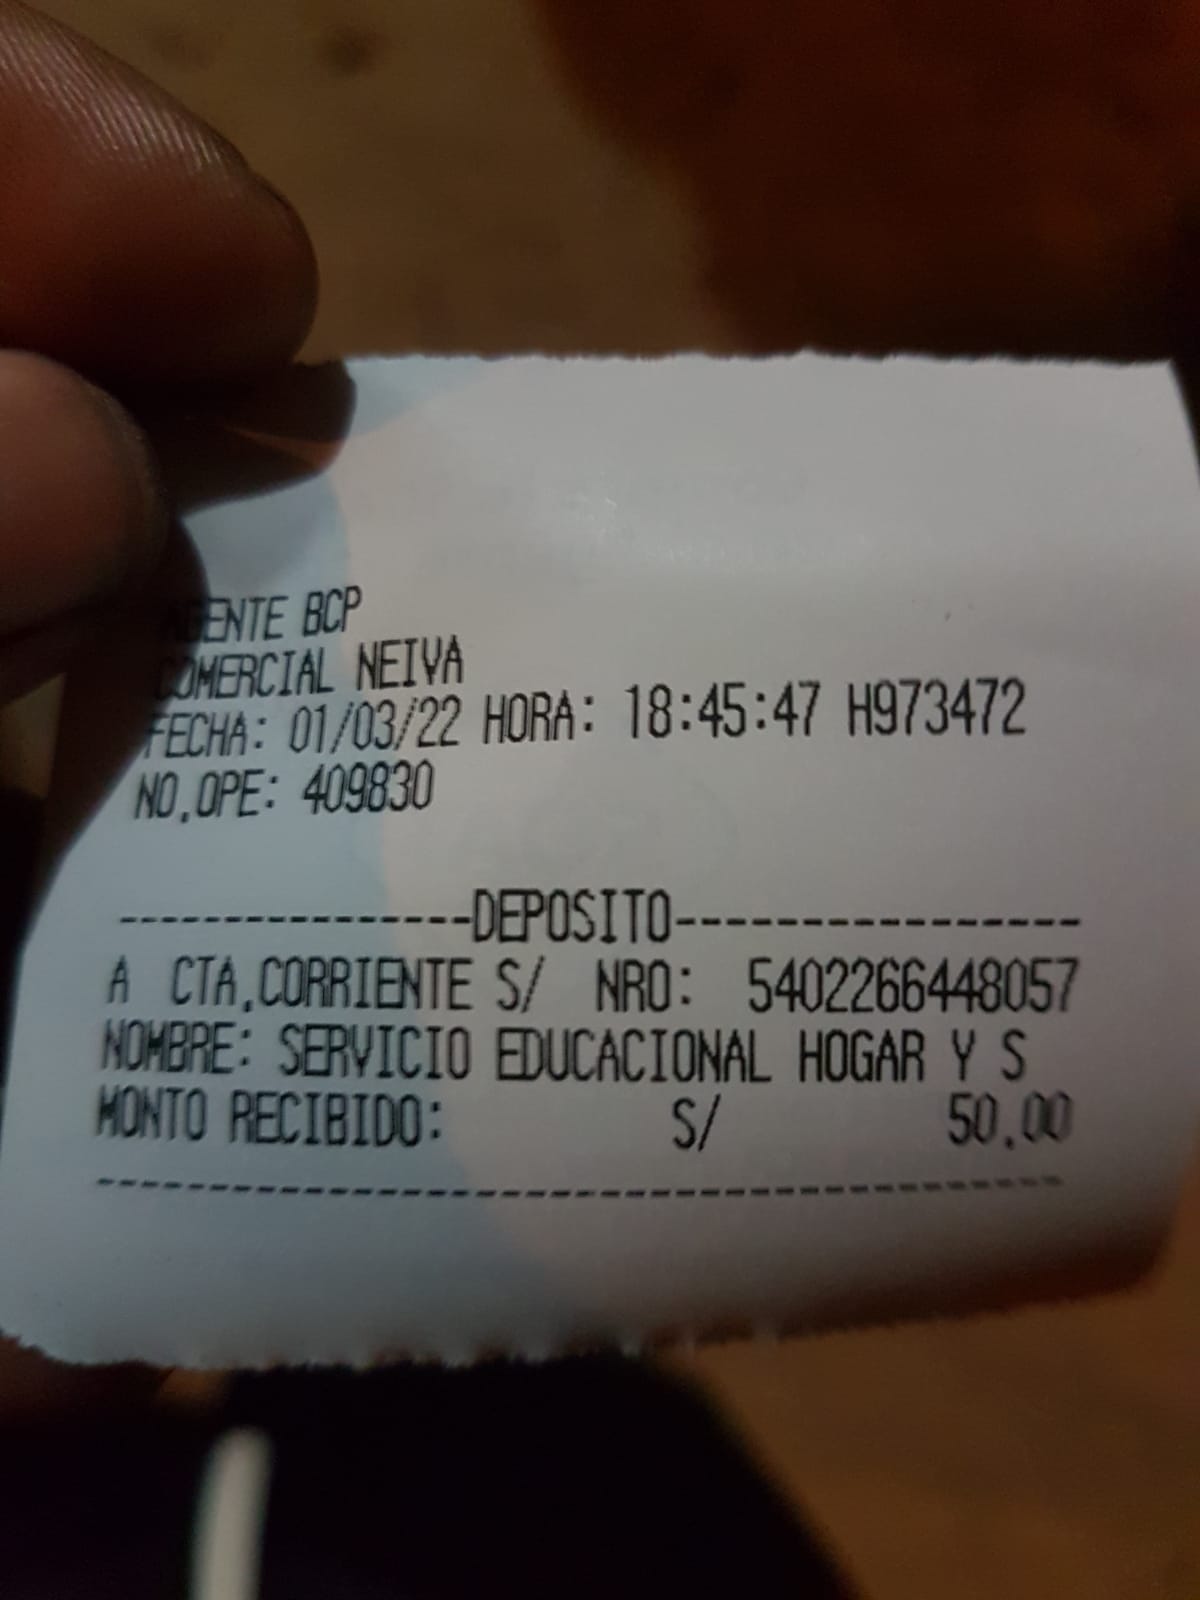 AGENTE BCP
COMERCIAL NEIVA
FECHA: 01/03/22 HORA: 18:45:47 H973472
NO.OPE: 409830
---------------DEPOSITO-----------------
A CTA.CORRIENTE S/ NRO: 5402266448057
NOMBRE: SERVICIO EDUCACIONAL HOGAR Y S
MONTO RECIBIDO: S/ 50.00
----------------------------------------